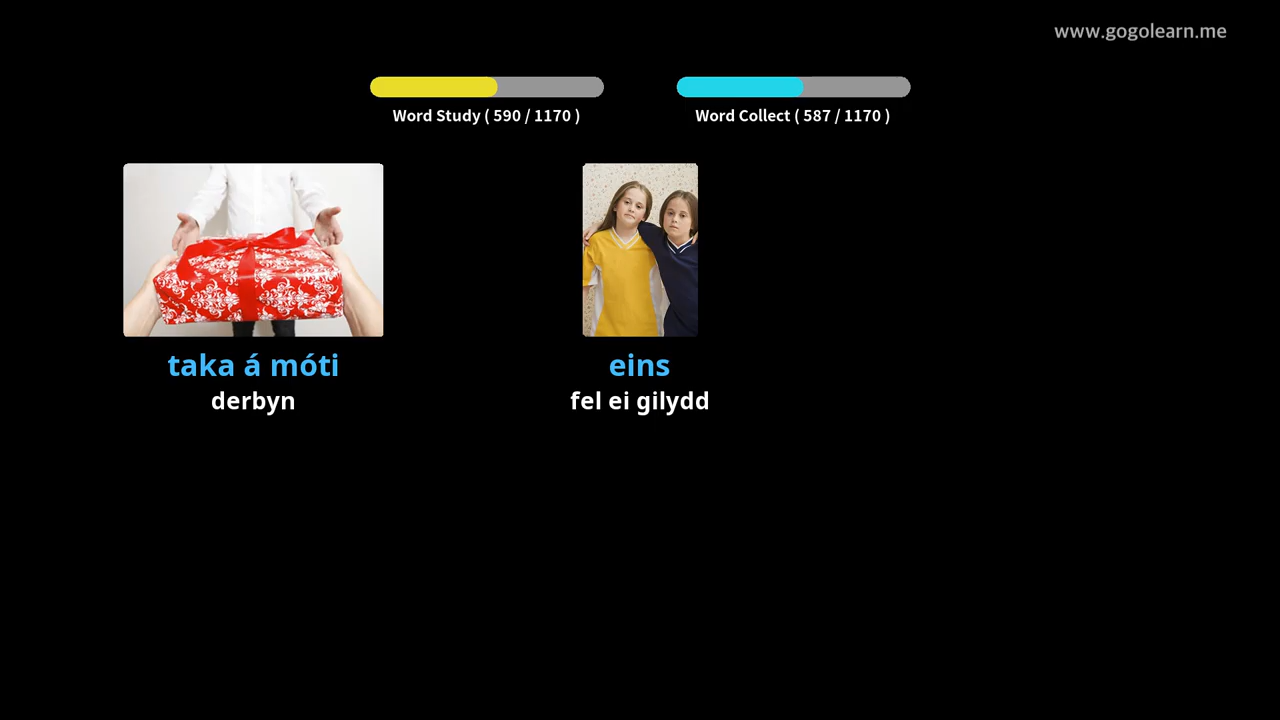 www.gogolearn.me
Word Study ( 590 / 1170 )
Word Collect ( 587 / 1170 )
taka á móti
derbyn
eins
fel ei gilydd